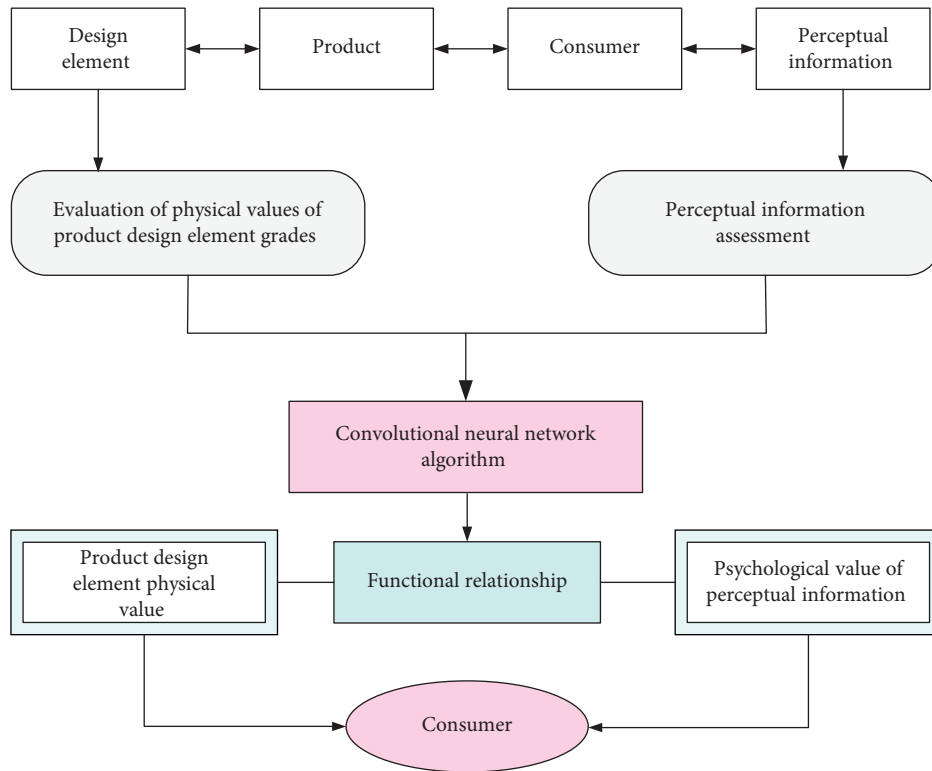 Design
element
Product
Consumer
Perceptual
information
Evaluation of physical values of
product design element grades
Perceptual information
assessment
Convolutional neural network
algorithm
Product design
element physical
value
Functional relationship
Psychological value of
perceptual information
Consumer